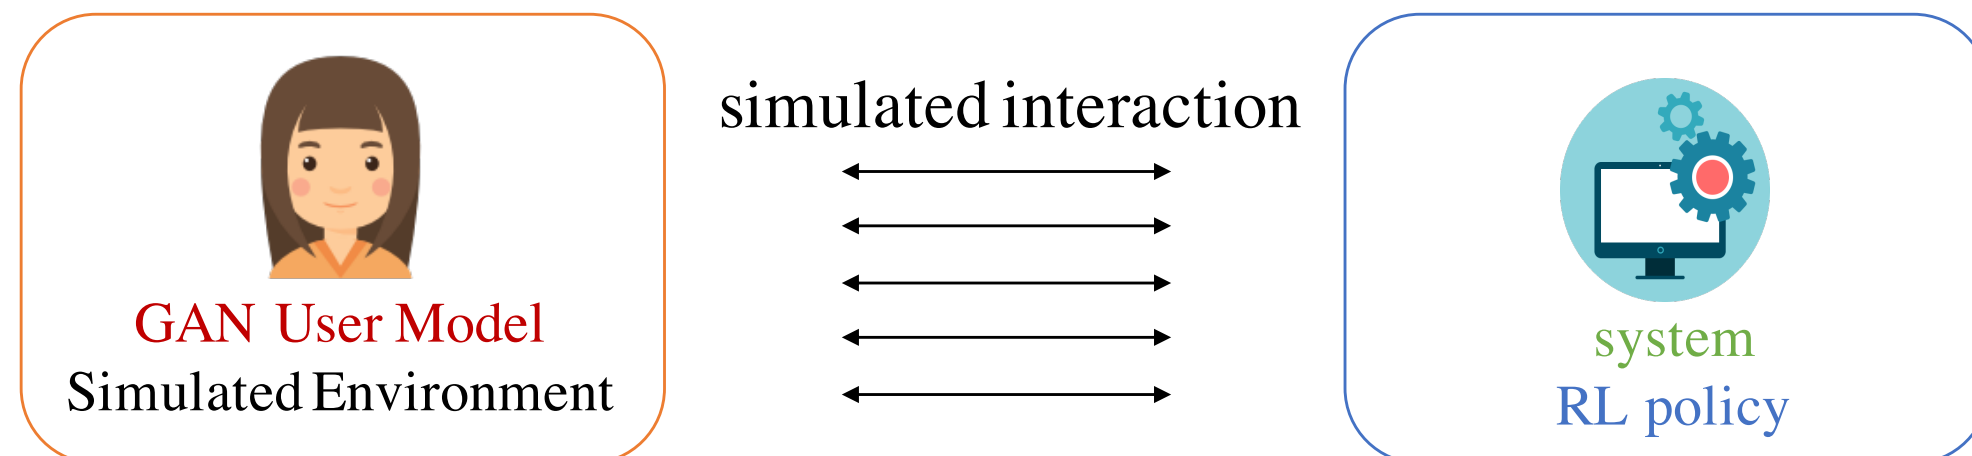 simulated interaction
GAN User Model
Simulated Environment
system
RL policy